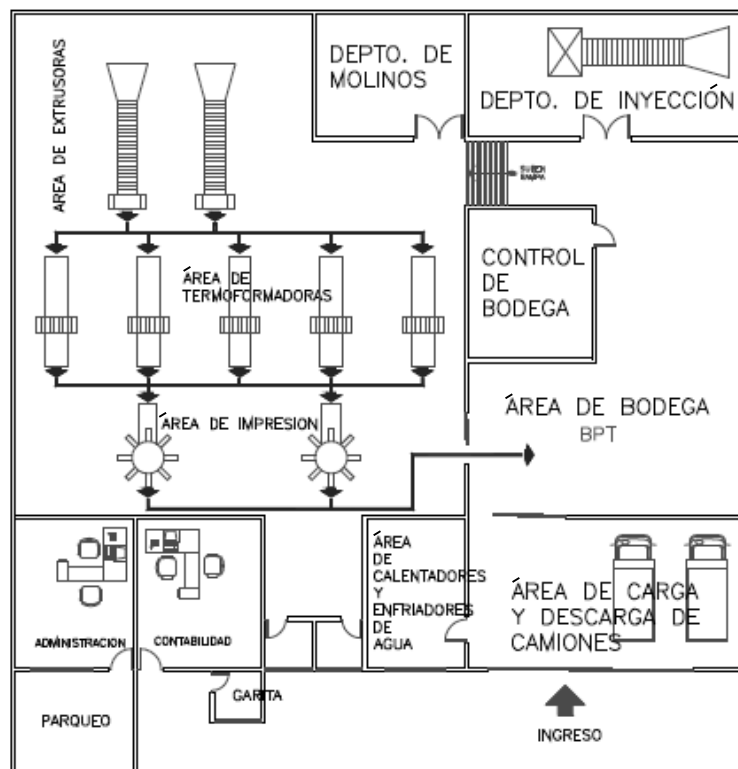 DEPTO. DE
MOLINOS
DEPTO. DE INYECCIÓN
ÁREA DE EXTRUSORAS
CONTROL
DE
BODEGA
ÁREA DE
TERMOFORMADORAS
ÁREA DE BODEGA
BPT
ÁREA DE IMPRESION
ÁREA
DE
CALENTADORES
Y
ENFRIADORES
DE
AGUA
ÁREA DE CARGA
Y DESCARGA DE
CAMIONES
ADMINISTRACION
CONTABILIDAD
GARITA
PARQUEO
INGRESO